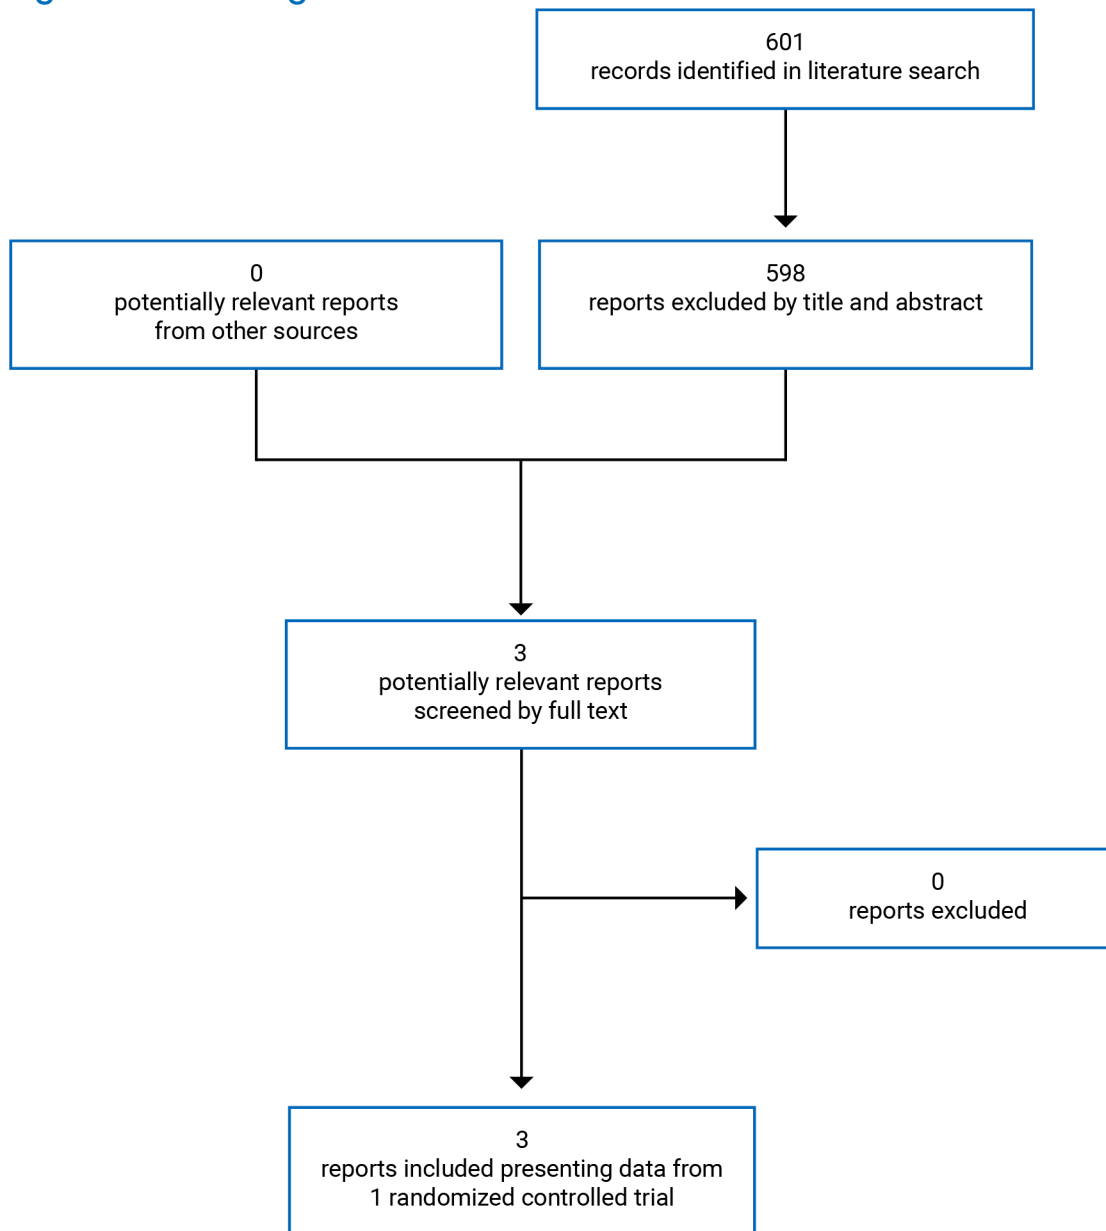 601
records identified in literature search
0
potentially relevant reports
from other sources
598
reports excluded by title and abstract
3
potentially relevant reports
screened by full text
0
reports excluded
3
reports included presenting data from
1 randomized controlled trial